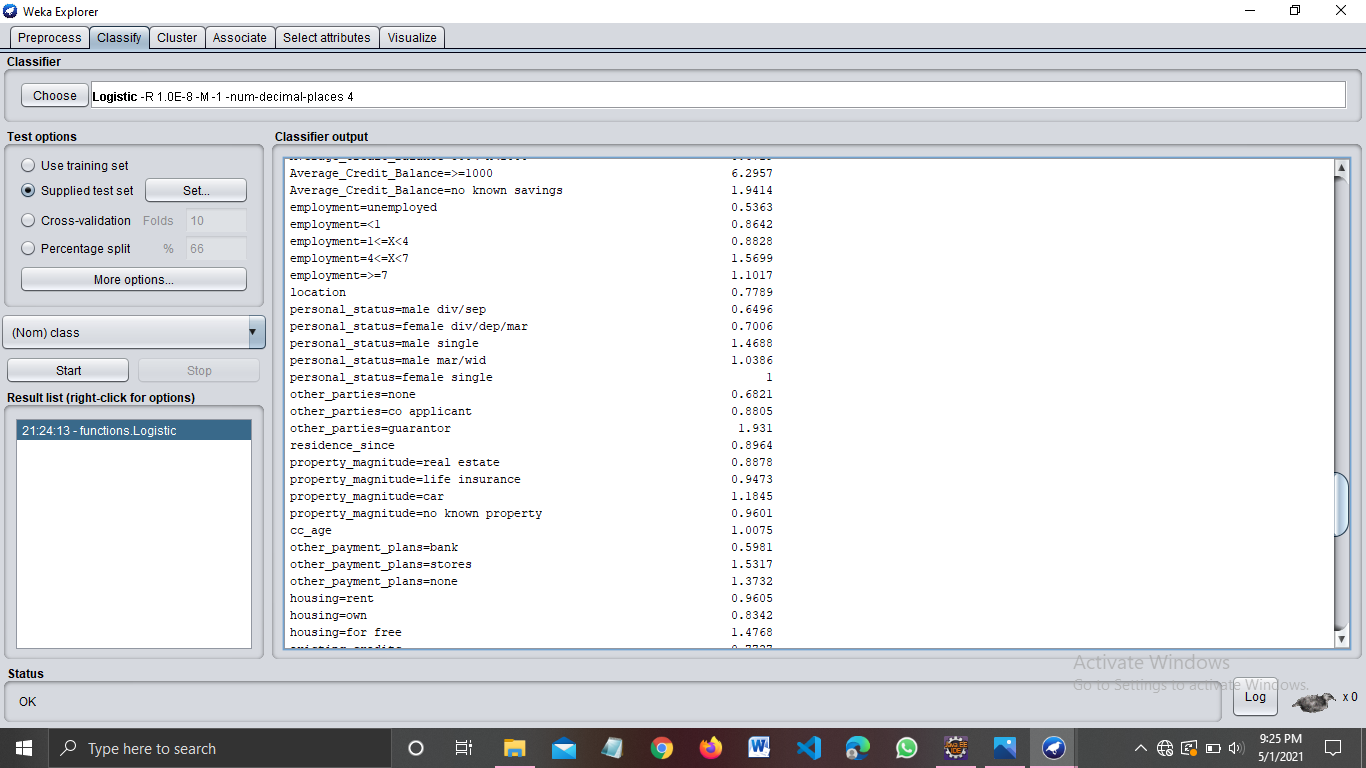 Weka Explorer
Preprocess Classify Cluster Associate Select attributes Visualize
Classifier
Choose Logistic -R 1.0E-8 -M -1 -num-decimal-places 4
Test options
Use training set
Supplied test set Set...
Cross-validation Folds 10
Percentage split % 66
More options...
(Nom) class
Start Stop
Result list (right-click for options)
21:24:13 - functions.Logistic
Classifier output
Average_Credit_Balance=>=1000 6.2957
Average_Credit_Balance=no known savings 1.9414
employment=unemployed 0.5363
employment=<1 0.8642
employment=1<=X<4 0.8828
employment=4<=X<7 1.5699
employment=>=7 1.1017
location 0.7789
personal_status=male div/sep 0.6496
personal_status=female div/dep/mar 0.7006
personal_status=male single 1.4688
personal_status=male mar/wid 1.0386
personal_status=female single 1
other_parties=none 0.6821
other_parties=co applicant 0.8805
other_parties=guarantor 1.931
residence_since 0.8964
property_magnitude=real estate 0.8878
property_magnitude=life insurance 0.9473
property_magnitude=car 1.1845
property_magnitude=no known property 0.9601
cc_age 1.0075
other_payment_plans=bank 0.5981
other_payment_plans=stores 1.5317
other_payment_plans=none 1.3732
housing=rent 0.9605
housing=own 0.8342
housing=for free 1.4768
Activate Windows
Go to Settings to activate Windows.
Status
OK
Log
x 0
Type here to search
9:25 PM
5/1/2021